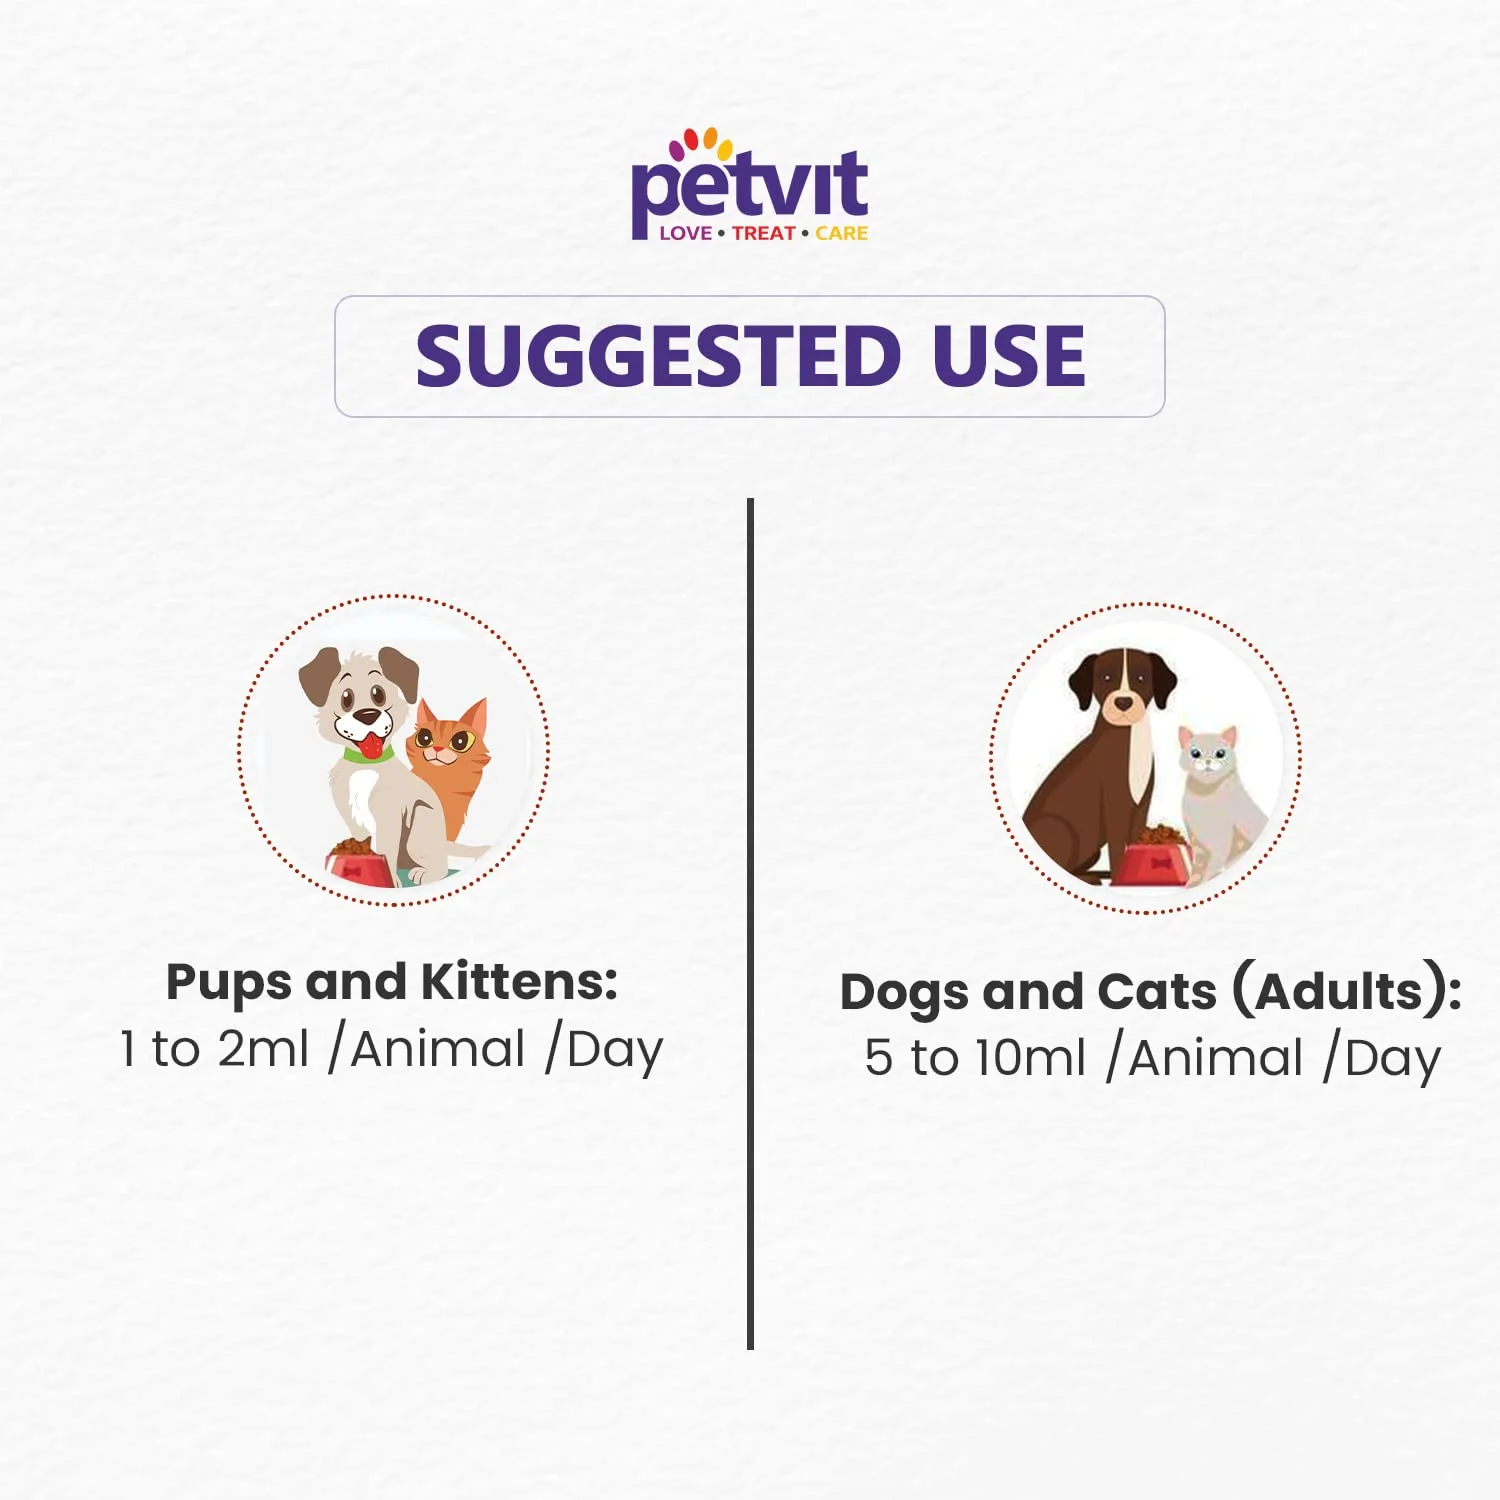 petvit
LOVE • TREAT • CARE
SUGGESTED USE
Pups and Kittens:
1 to 2ml /Animal /Day
Dogs and Cats (Adults):
5 to 10ml /Animal /Day